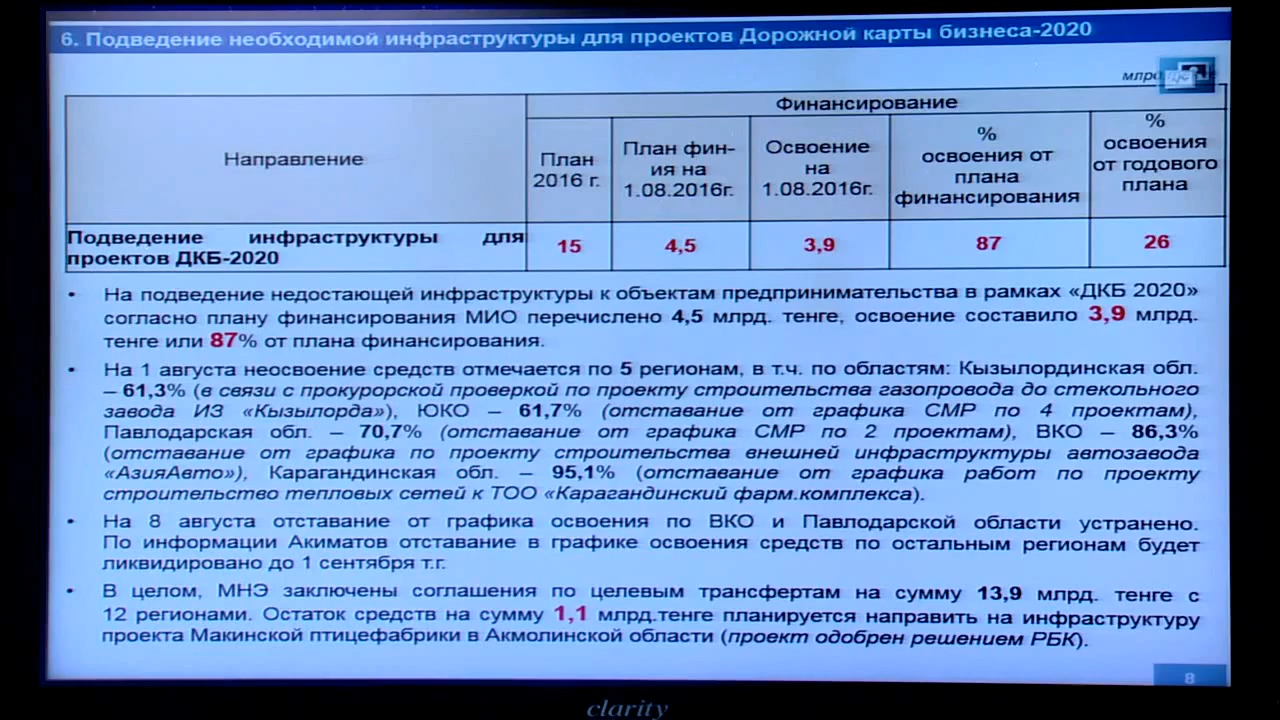 6. Подведение необходимой инфраструктуры для проектов Дорожной карты бизнеса-2020
млрд
Направление
Финансирование
План
2016 г.
План фин-
ия на
1.08.2016г.
Освоение
на
1.08.2016г.
%
освоения от
плана
финансирования
%
освоения
от годового
плана
Подведение инфраструктуры для
проектов ДКБ-2020
15
4,5
3,9
87
26
• На подведение недостающей инфраструктуры к объектам предпринимательства в рамках «ДКБ 2020»
согласно плану финансирования МИО перечислено 4,5 млрд. тенге, освоение составило 3,9 млрд.
тенге или 87% от плана финансирования.
• На 1 августа неосвоение средств отмечается по 5 регионам, в т.ч. по областям: Кызылординская обл.
– 61,3% (в связи с прокурорской проверкой по проекту строительства газопровода до стекольного
завода ИЗ «Кызылорда»), ЮКО – 61,7% (отставание от графика СМР по 4 проектам),
Павлодарская обл. – 70,7% (отставание от графика СМР по 2 проектам), ВКО – 86,3%
(отставание от графика по проекту строительства внешней инфраструктуры автозавода
«АзияАвто»), Карагандинская обл. – 95,1% (отставание от графика работ по проекту
строительство тепловых сетей к ТОО «Карагандинский фарм.комплекса).
• На 8 августа отставание от графика освоения по ВКО и Павлодарской области устранено.
По информации Акиматов отставание в графике освоения средств по остальным регионам будет
ликвидировано до 1 сентября т.г.
• В целом, МНЭ заключены соглашения по целевым трансфертам на сумму 13,9 млрд. тенге с
12 регионами. Остаток средств на сумму 1,1 млрд.тенге планируется направить на инфраструктуру
проекта Макинской птицефабрики в Акмолинской области (проект одобрен решением РБК).
8
clarity